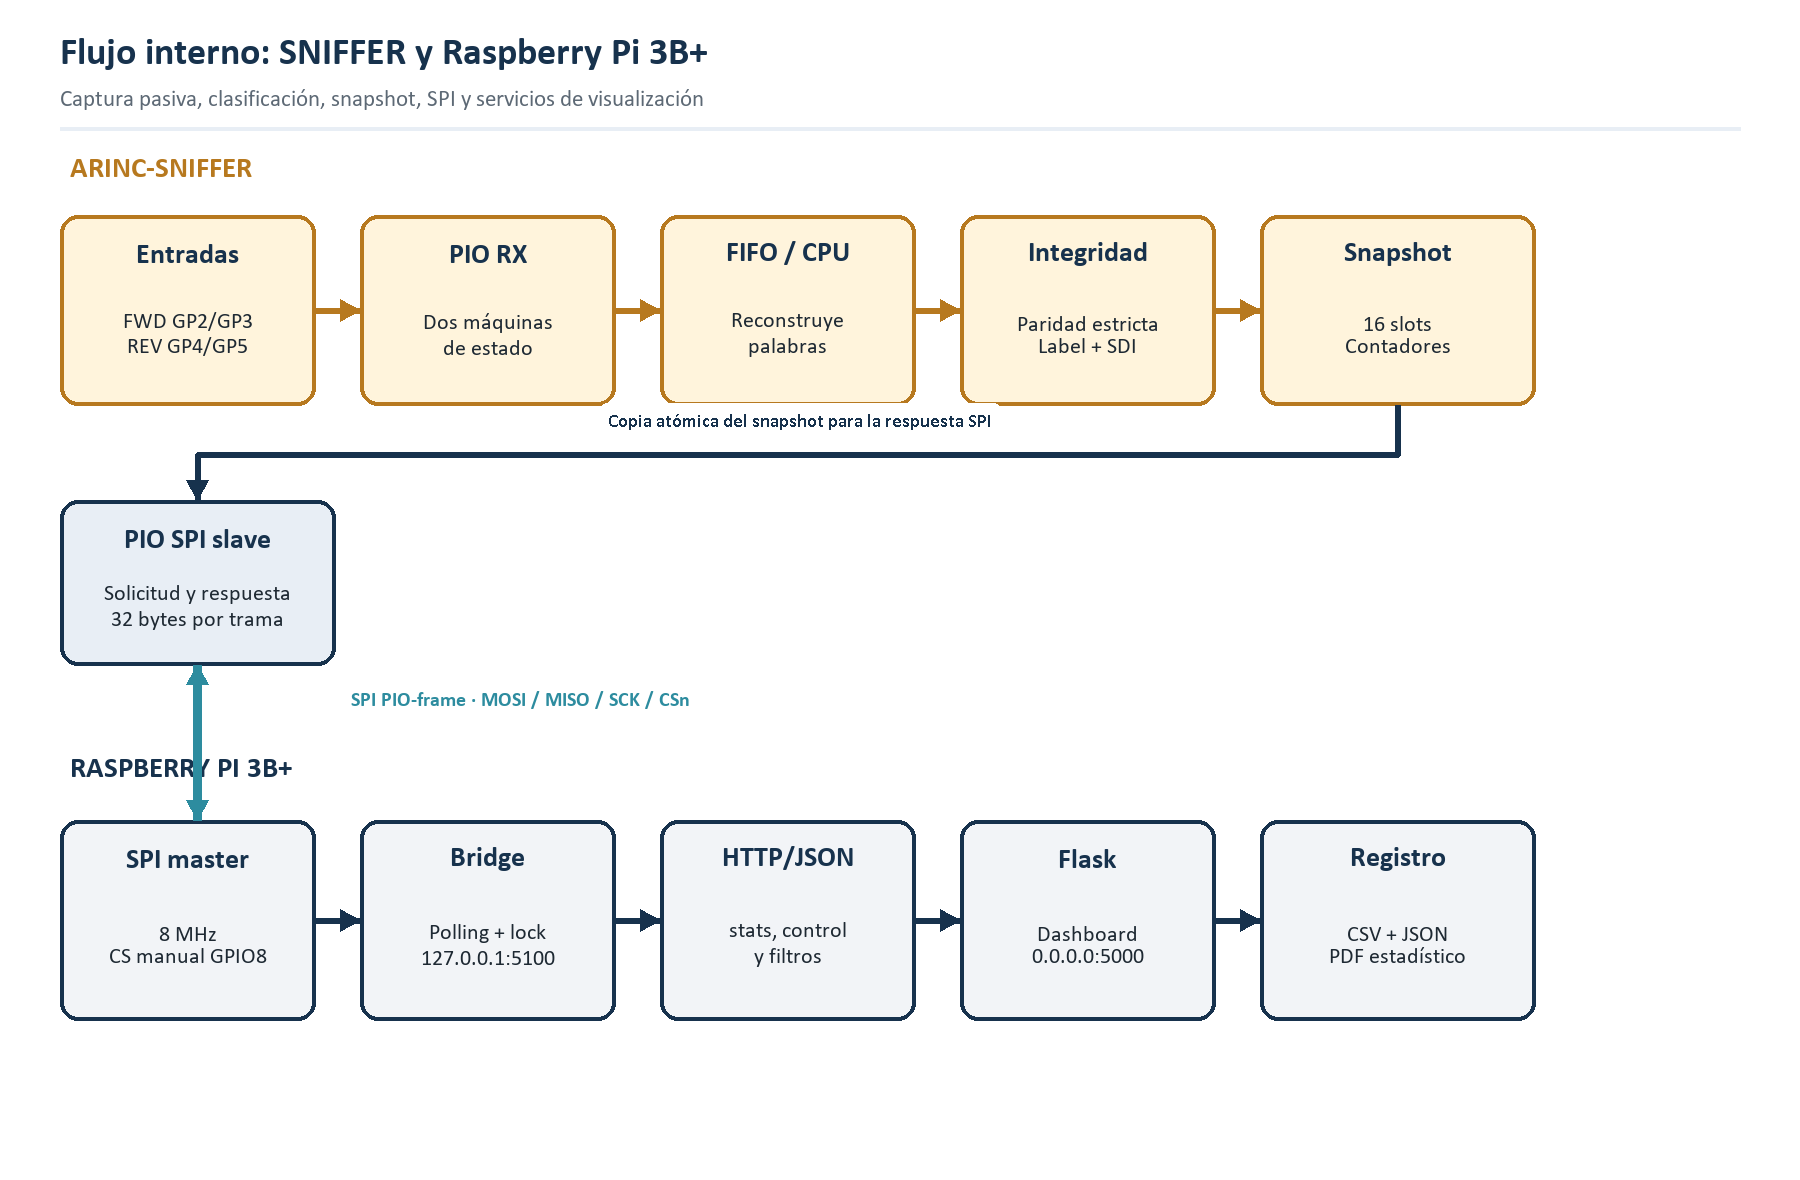 Flujo interno: SNIFFER y Raspberry Pi 3B+
Captura pasiva, clasificación, snapshot, SPI y servicios de visualización
ARINC-SNIFFER
Entradas
FWD GP2/GP3
REV GP4/GP5
PIO RX
Dos máquinas
de estado
FIFO / CPU
Reconstruye
palabras
Integridad
Paridad estricta
Label + SDI
Snapshot
16 slots
Contadores
Copia atómica del snapshot para la respuesta SPI
PIO SPI slave
Solicitud y respuesta
32 bytes por trama
SPI PIO-frame · MOSI / MISO / SCK / CSn
RASPBERRY PI 3B+
SPI master
8 MHz
CS manual GPIO8
Bridge
Polling + lock
127.0.0.1:5100
HTTP/JSON
stats, control
y filtros
Flask
Dashboard
0.0.0.0:5000
Registro
CSV + JSON
PDF estadístico